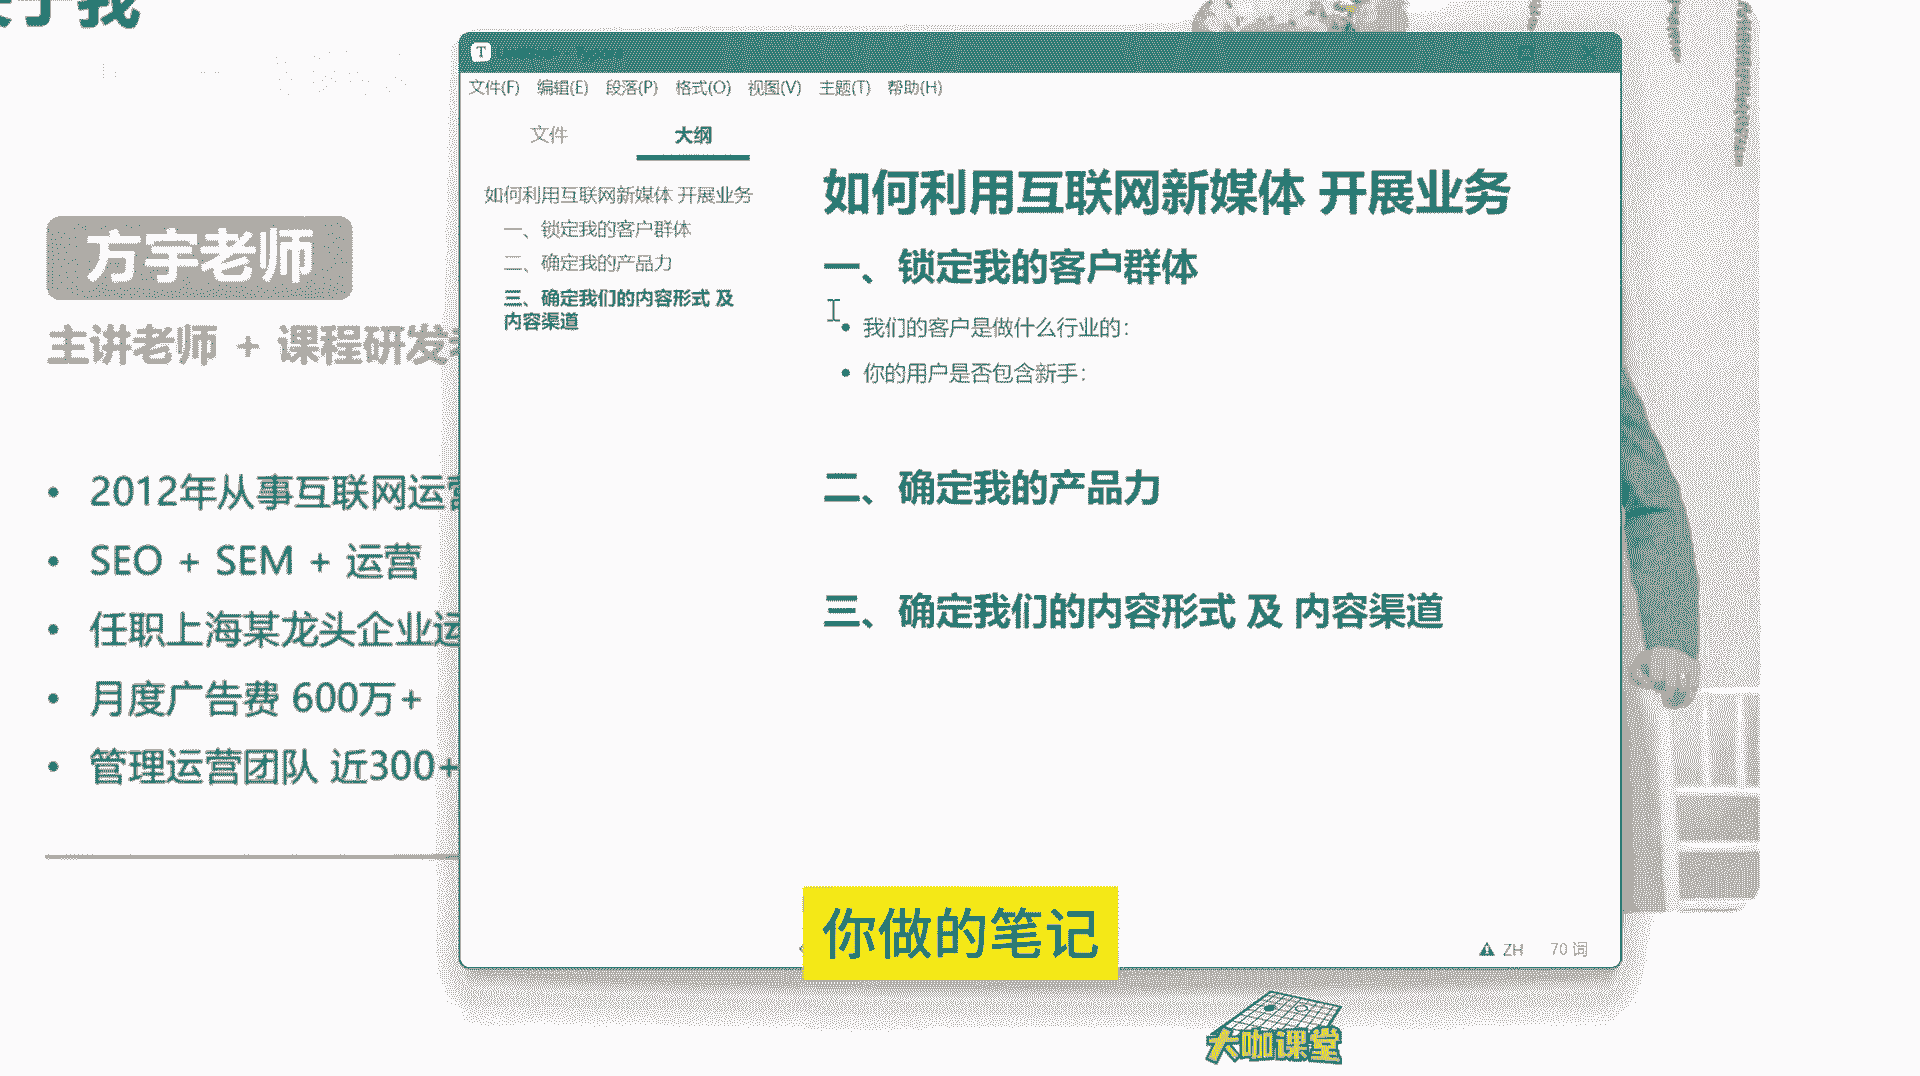 于我
方宇老师
主讲老师 + 课程研发
2012年从事互联网运营
SEO + SEM + 运营
任职上海某龙头企业运
月度广告费 600万+
管理运营团队 近300+
文件(F) 编辑(E) 段落(P) 格式(O) 视图(V) 主题(T) 帮助(H)
文件 大纲
如何利用互联网新媒体 开展业务
一、锁定我的客户群体
二、确定我的产品力
三、确定我们的内容形式 及
内容渠道
如何利用互联网新媒体 开展业务
一、锁定我的客户群体
我们的客户是做什么行业的：
你的用户是否包含新手：
二、确定我的产品力
三、确定我们的内容形式 及 内容渠道
你做的笔记
ZH 70 词
大咖课堂